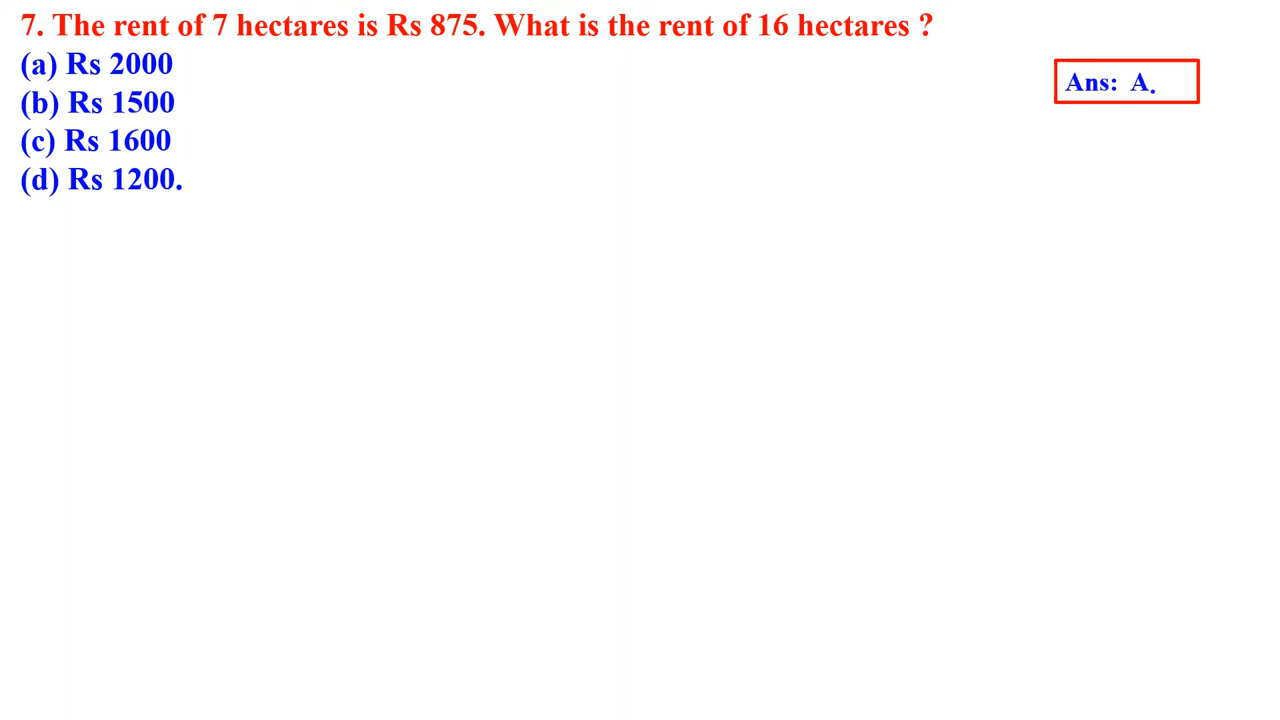 7. The rent of 7 hectares is Rs 875. What is the rent of 16 hectares ?
(a) Rs 2000
(b) Rs 1500
(c) Rs 1600
(d) Rs 1200.
Ans: A.